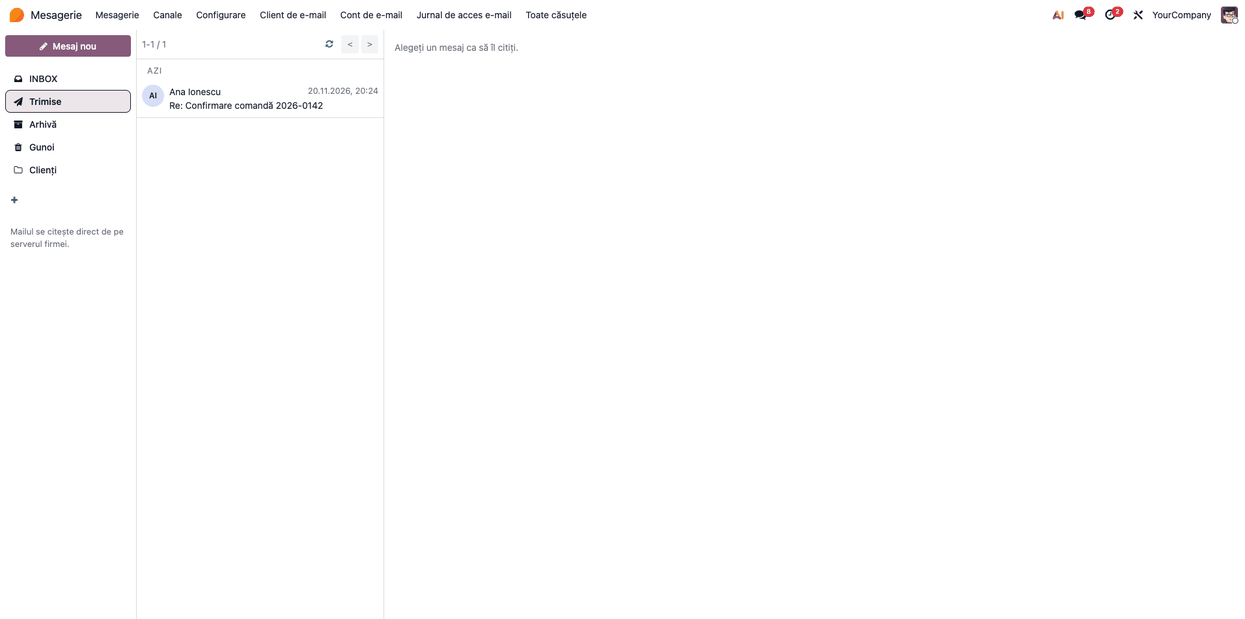 Mesagerie Mesagerie Canale Configurare Client de e-mail Cont de e-mail Jurnal de acces e-mail Toate căsuțele AI 8 2 YourCompany
Mesaj nou
INBOX
Trimise
Arhivă
Gunoi
Clienți
+
Mailul se citește direct de pe
serverul firmei.
1-1 / 1 < >
AZI
AI Ana Ionescu 20.11.2026, 20:24
Re: Confirmare comandă 2026-0142
Alegeți un mesaj ca să îl citiți.